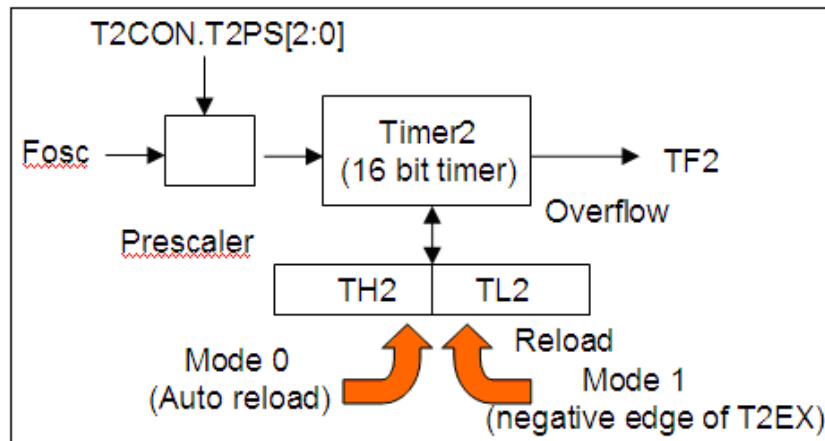 T2CON.T2PS[2:0]
Fosc
Prescaler
Timer2
(16 bit timer)
TF2
Overflow
TH2
TL2
Reload
Mode 0
(Auto reload)
Mode 1
(negative edge of T2EX)